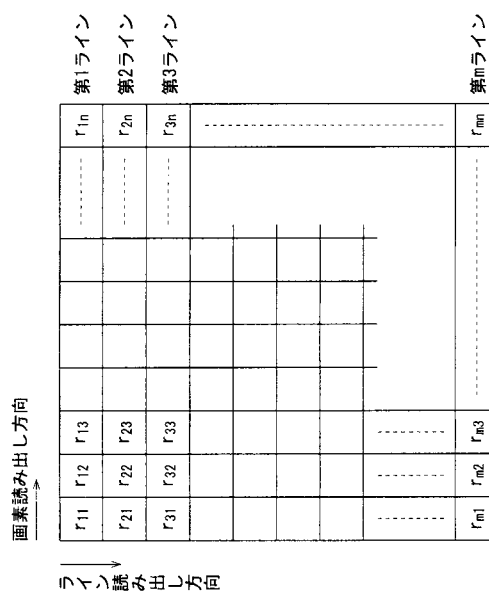 画素読み出し方向
ライン読み出し方向
r11 r12 r13 r1n 第1ライン
r21 r22 r23 r2n 第2ライン
r31 r32 r33 r3n 第3ライン
rm1 rm2 rm3 rmn 第mライン